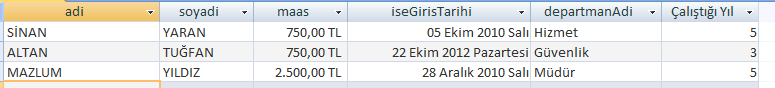 adi soyadi maas iseGirisTarihi departmanAdi Çalıştığı Yıl
SİNAN YARAN 750,00 TL 05 Ekim 2010 Salı Hizmet 5
ALTAN TUĞFAN 750,00 TL 22 Ekim 2012 Pazartesi Güvenlik 3
MAZLUM YILDIZ 2.500,00 TL 28 Aralık 2010 Salı Müdür 5